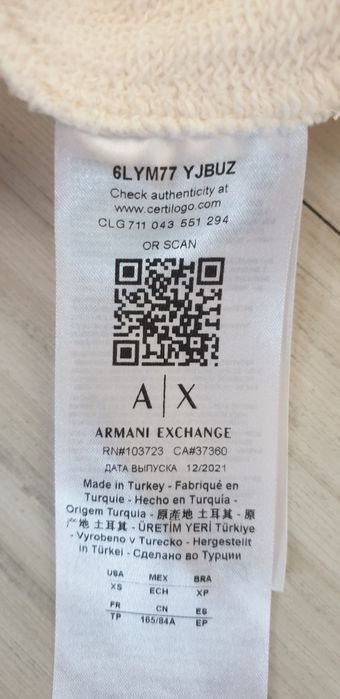 6LYM77 YJBUZ
Check authenticity at
www.certilogo.com
CLG 711 043 551 294
OR SCAN
A|X
ARMANI EXCHANGE
RN#103723 CA#37360
ДАТА ВЫПУСКА 12/2021
Made in Turkey - Fabriqué en
Turquie - Hecho en Turquía -
Origem Turquia - 原產地 土耳其 - 原
产地 土耳其 - ÜRETİM YERİ Türkiye
- Vyrobeno v Turecko - Hergestellt
in Türkei - Сделано во Турции
USA MEX BRA
XS ECH XP
FR CN ES
TP 165/84A EP